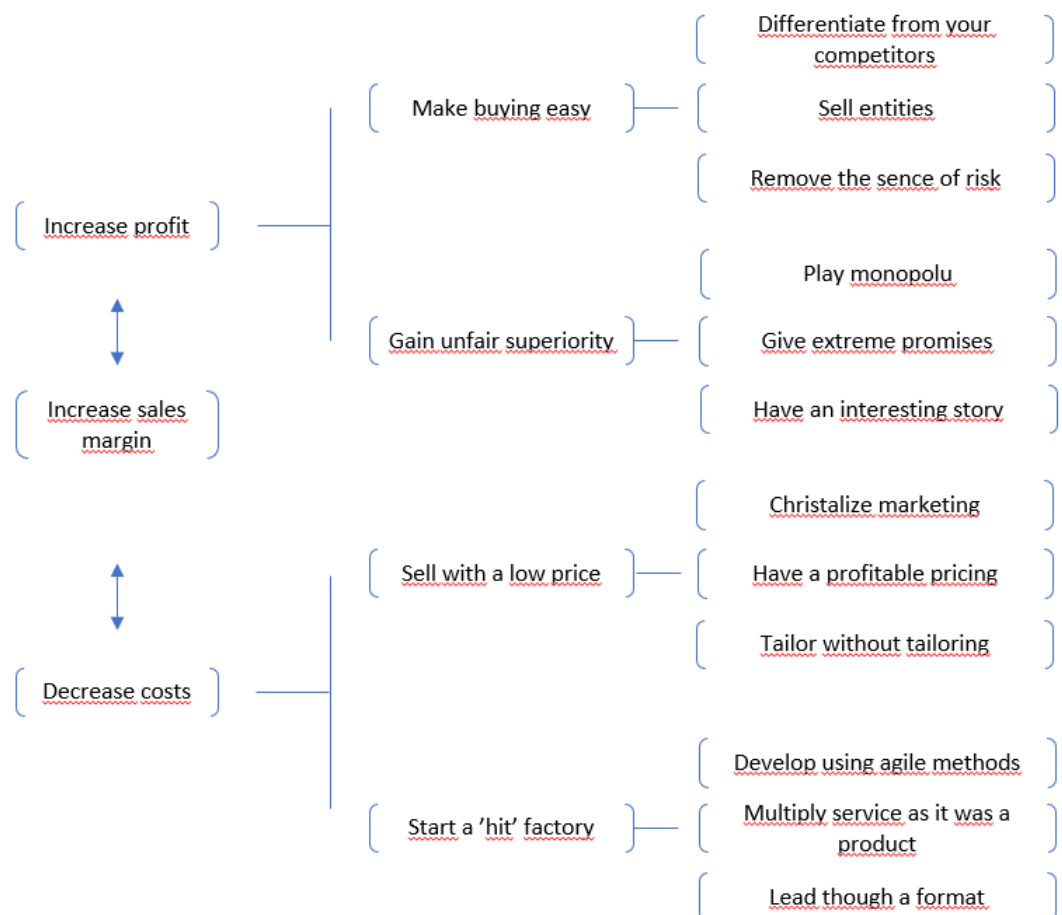 Differentiate from your
competitors
Make buying easy
Sell entities
Remove the sence of risk
Increase profit
Play monopolu
Gain unfair superiority
Give extreme promises
Increase sales
margin
Have an interesting story
Christalize marketing
Sell with a low price
Have a profitable pricing
Tailor without tailoring
Decrease costs
Develop using agile methods
Start a ’hit’ factory
Multiply service as it was a
product
Lead though a format